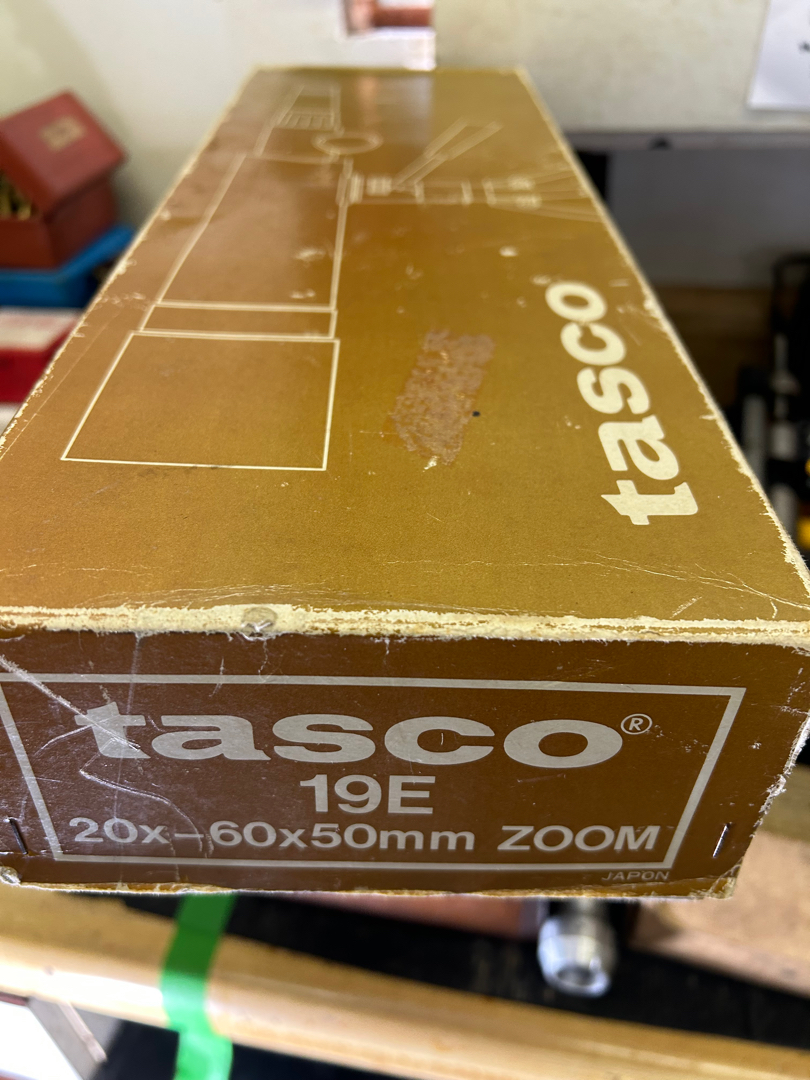 tasco
tasco®
19E
20x-60x50mm ZOOM
JAPON